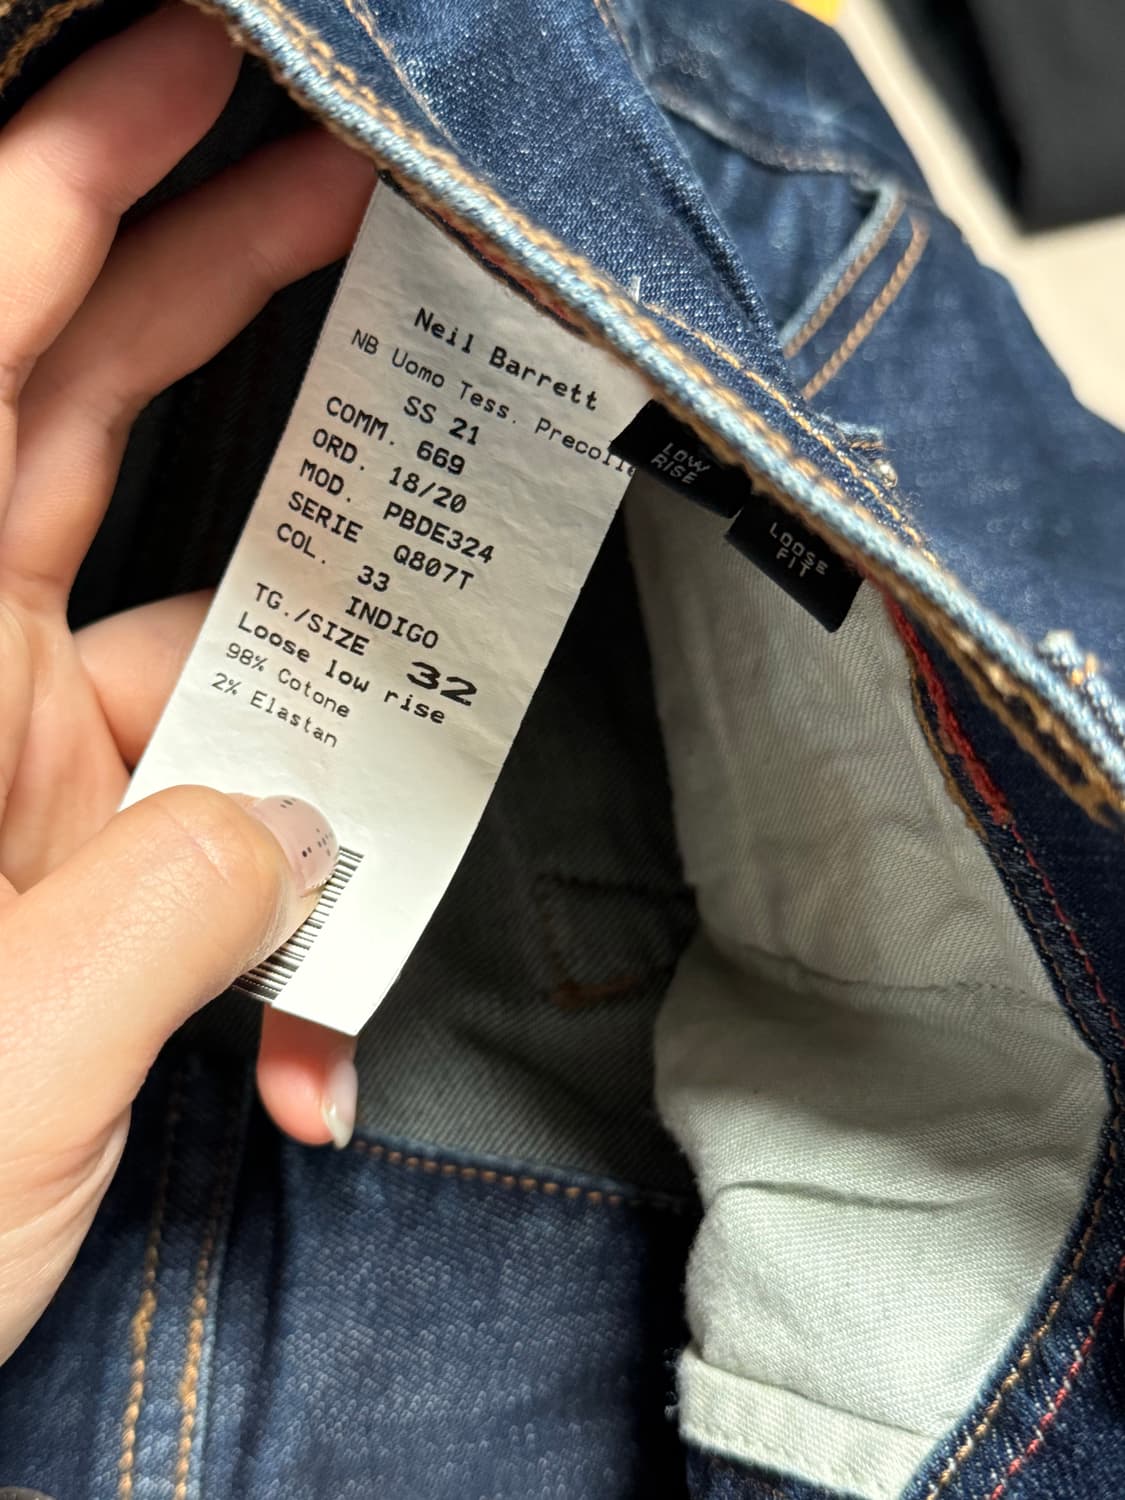 Neil Barrett
NB Uomo Tess. Precolle
SS 21
COMM. 669
ORD. 18/20
MOD. PBDE324
SERIE Q807T
COL. 33
INDIGO
TG./SIZE 32
Loose low rise
98% Cotone
2% Elastan
LOW
RISE
LOOSE
FIT